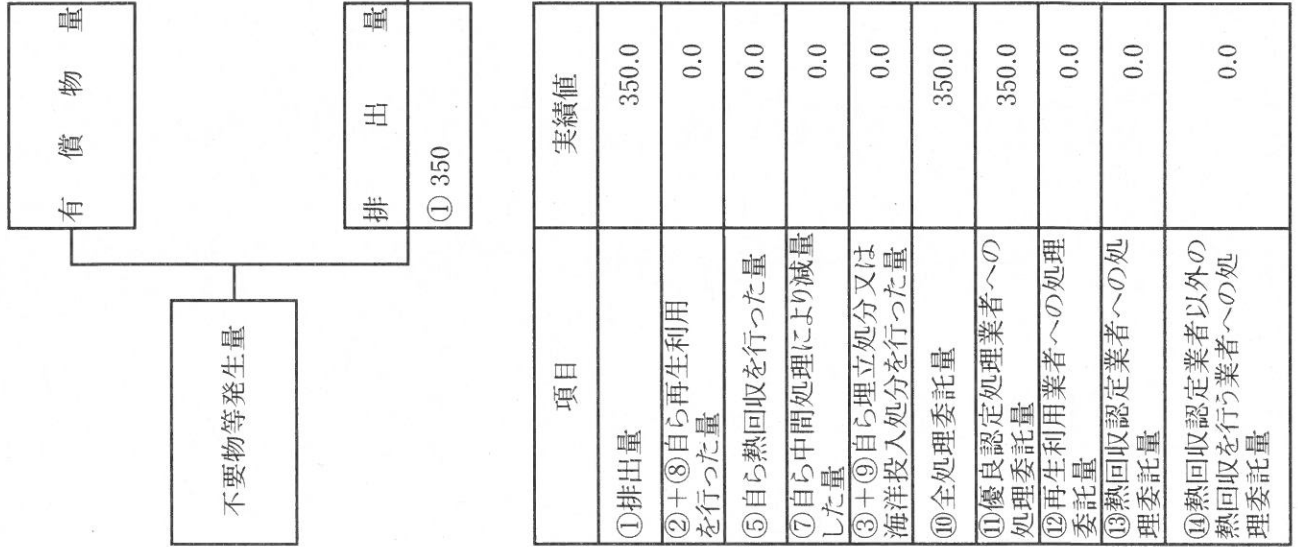 不要物等発生量
有償物量
排出量
① 350
項目 実績値
①排出量 350.0
②+⑧自ら再生利用
を行った量 0.0
⑤自ら熱回収を行った量 0.0
⑦自ら中間処理により減量
した量 0.0
③+⑨自ら埋立処分又は
海洋投入処分を行った量 0.0
⑩全処理委託量 350.0
⑪優良認定処理業者への
処理委託量 350.0
⑫再生利用業者への処理
委託量 0.0
⑬熱回収認定業者への処
理委託量 0.0
⑭熱回収認定業者以外の
熱回収を行う業者への処
理委託量 0.0